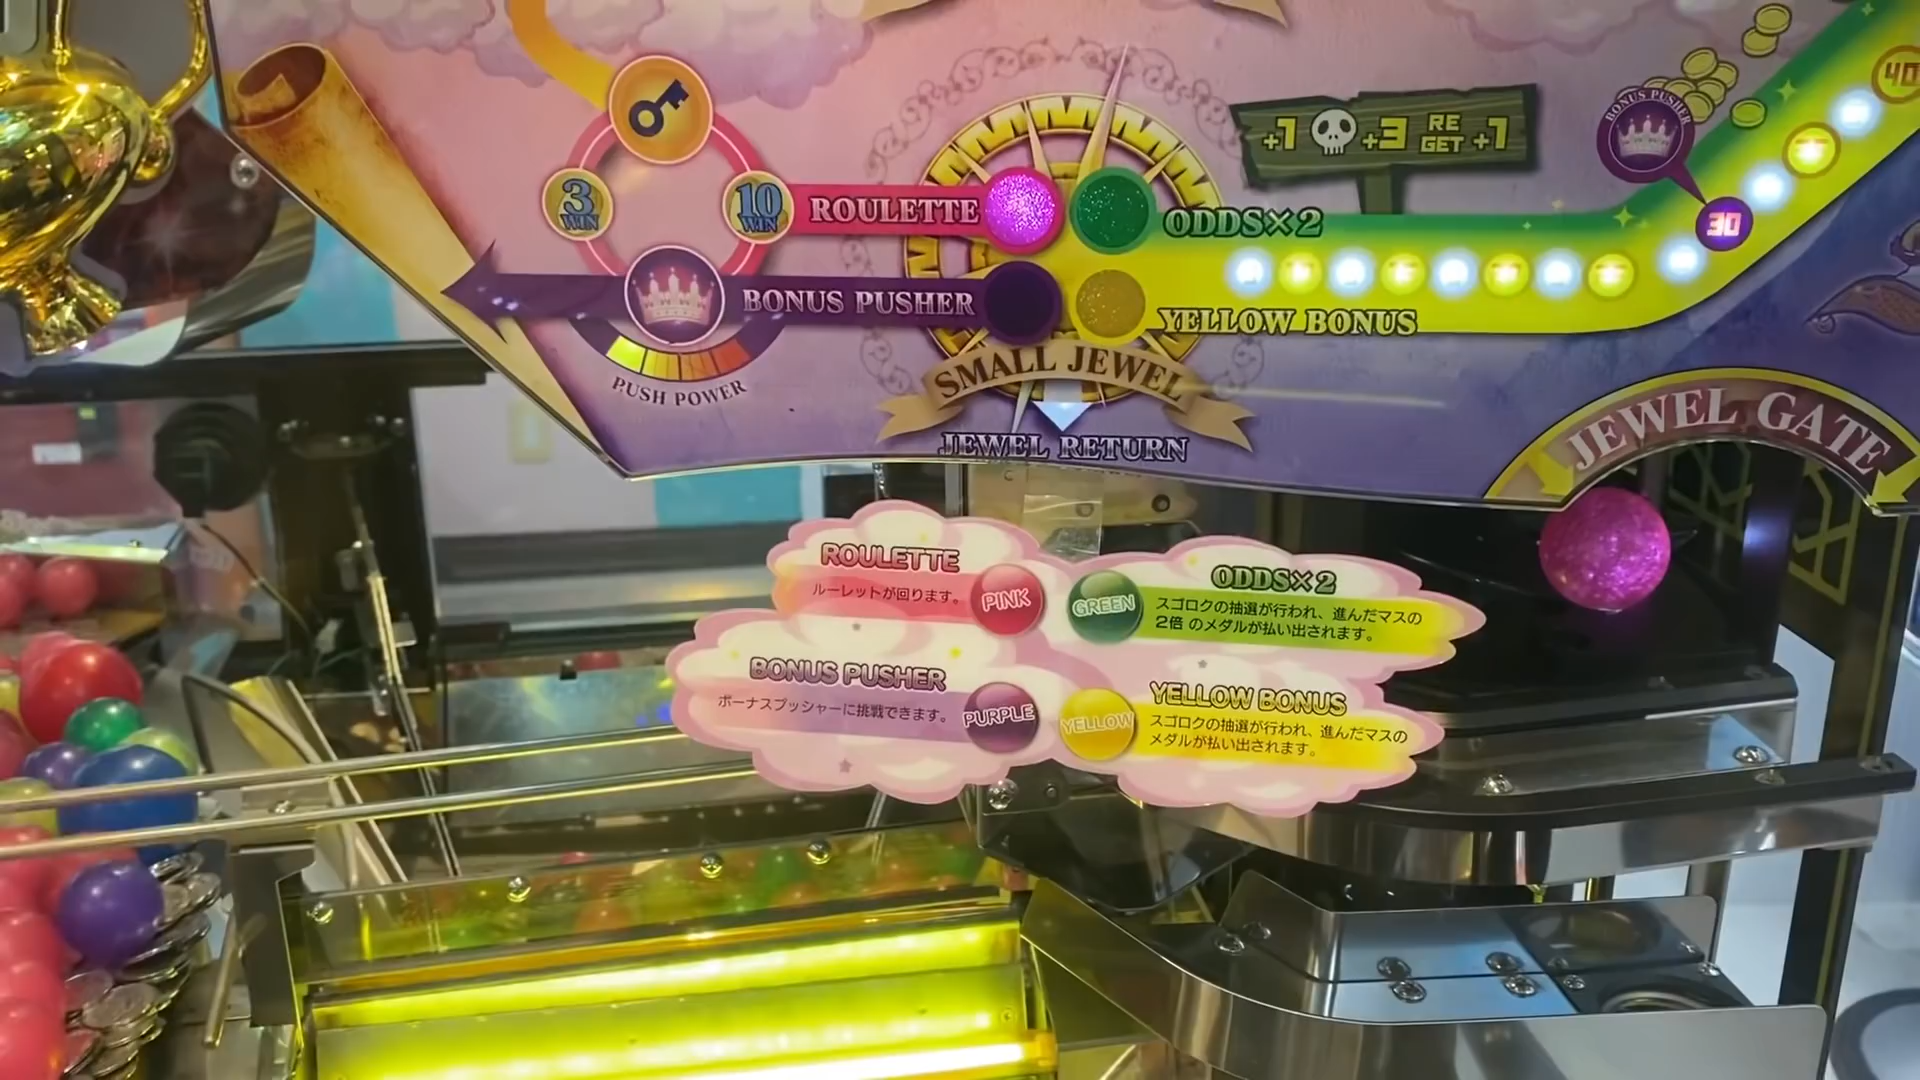 3
WIN
10
WIN
ROULETTE
ODDS×2
+1 +3 RE GET +1
BONUS PUSHER
40
30
BONUS PUSHER
YELLOW BONUS
PUSH POWER
SMALL JEWEL
JEWEL RETURN
JEWEL GATE
ROULETTE
ルーレットが回ります。
PINK
GREEN
ODDS×2
スゴロクの抽選が行われ、進んだマスの
2倍 のメダルが払い出されます。
BONUS PUSHER
ボーナスプッシャーに挑戦できます。
PURPLE
YELLOW
YELLOW BONUS
スゴロクの抽選が行われ、進んだマスの
メダルが払い出されます。